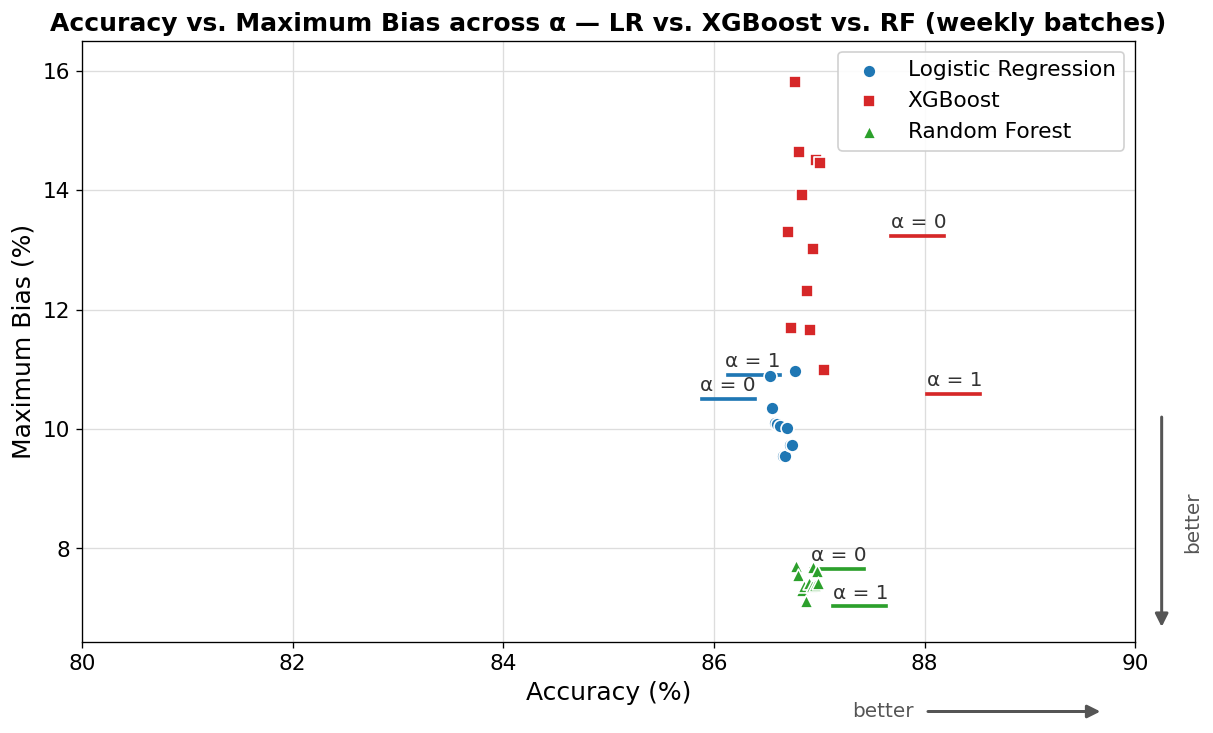 Accuracy vs. Maximum Bias across α — LR vs. XGBoost vs. RF (weekly batches)
Logistic Regression
XGBoost
Random Forest
16
14
12
10
8
Maximum Bias (%)
α = 0
α = 1
α = 1
α = 0
α = 0
α = 1
better
80
82
84
86
88
90
Accuracy (%)
better